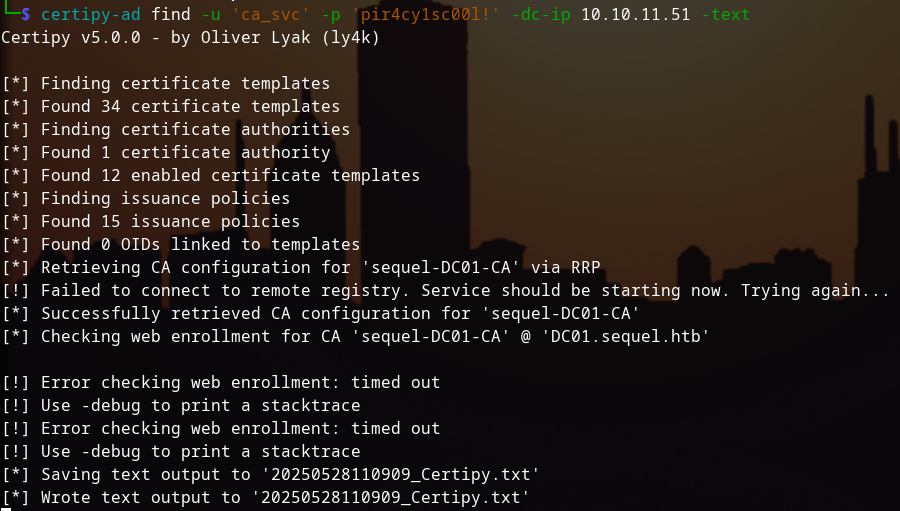 └─$ certipy-ad find -u 'ca_svc' -p 'pir4cy1sc00l!' -dc-ip 10.10.11.51 -text
Certipy v5.0.0 - by Oliver Lyak (ly4k)
[*] Finding certificate templates
[*] Found 34 certificate templates
[*] Finding certificate authorities
[*] Found 1 certificate authority
[*] Found 12 enabled certificate templates
[*] Finding issuance policies
[*] Found 15 issuance policies
[*] Found 0 OIDs linked to templates
[*] Retrieving CA configuration for 'sequel-DC01-CA' via RRP
[!] Failed to connect to remote registry. Service should be starting now. Trying again...
[*] Successfully retrieved CA configuration for 'sequel-DC01-CA'
[*] Checking web enrollment for CA 'sequel-DC01-CA' @ 'DC01.sequel.htb'
[!] Error checking web enrollment: timed out
[!] Use -debug to print a stacktrace
[!] Error checking web enrollment: timed out
[!] Use -debug to print a stacktrace
[*] Saving text output to '20250528110909_Certipy.txt'
[*] Wrote text output to '20250528110909_Certipy.txt'